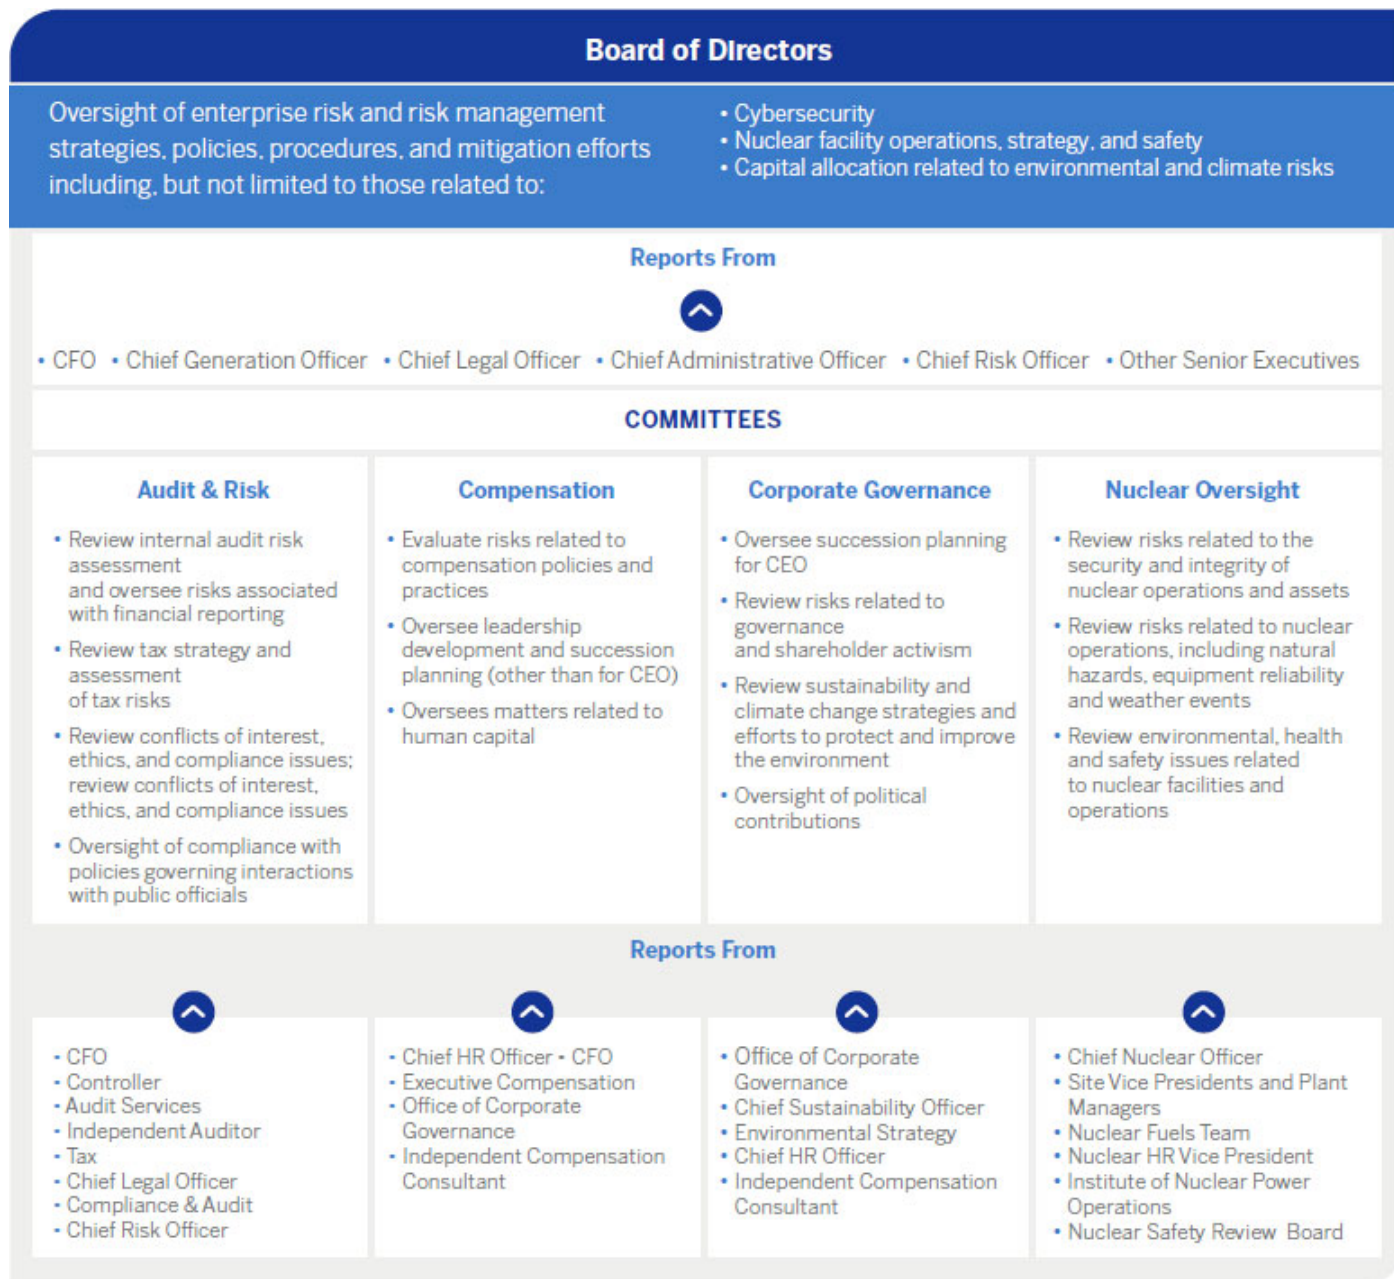 Board of DIrectors
Oversight of enterprise risk and risk management
strategies, policies, procedures, and mitigation efforts
including, but not limited to those related to:
• Cybersecurity
• Nuclear facility operations, strategy, and safety
• Capital allocation related to environmental and climate risks
Reports From
• CFO • Chief Generation Officer • Chief Legal Officer • Chief Administrative Officer • Chief Risk Officer • Other Senior Executives
COMMITTEES
Audit & Risk
• Review internal audit risk
assessment
and oversee risks associated
with financial reporting
• Review tax strategy and
assessment
of tax risks
• Review conflicts of interest,
ethics, and compliance issues;
review conflicts of interest,
ethics, and compliance issues
• Oversight of compliance with
policies governing interactions
with public officials
Compensation
• Evaluate risks related to
compensation policies and
practices
• Oversee leadership
development and succession
planning (other than for CEO)
• Oversees matters related to
human capital
Corporate Governance
• Oversee succession planning
for CEO
• Review risks related to
governance
and shareholder activism
• Review sustainability and
climate change strategies and
efforts to protect and improve
the environment
• Oversight of political
contributions
Nuclear Oversight
• Review risks related to the
security and integrity of
nuclear operations and assets
• Review risks related to nuclear
operations, including natural
hazards, equipment reliability
and weather events
• Review environmental, health
and safety issues related
to nuclear facilities and
operations
Reports From
• CFO
• Controller
• Audit Services
• Independent Auditor
• Tax
• Chief Legal Officer
• Compliance & Audit
• Chief Risk Officer
• Chief HR Officer • CFO
• Executive Compensation
• Office of Corporate
Governance
• Independent Compensation
Consultant
• Office of Corporate
Governance
• Chief Sustainability Officer
• Environmental Strategy
• Chief HR Officer
• Independent Compensation
Consultant
• Chief Nuclear Officer
• Site Vice Presidents and Plant
Managers
• Nuclear Fuels Team
• Nuclear HR Vice President
• Institute of Nuclear Power
Operations
• Nuclear Safety Review Board